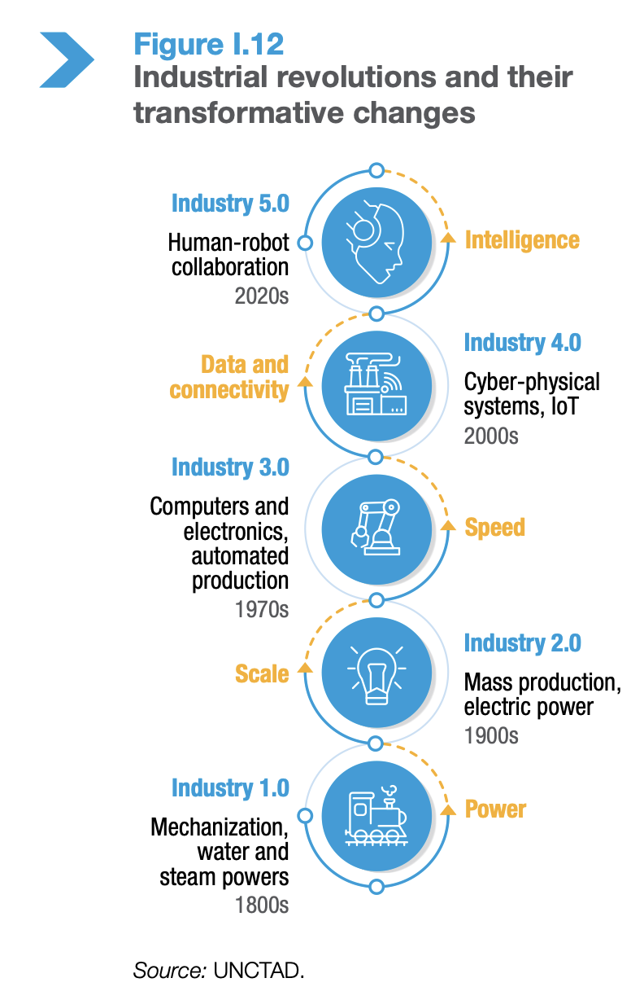 Figure I.12
Industrial revolutions and their
transformative changes
Industry 5.0
Human-robot
collaboration
2020s
Intelligence
Industry 4.0
Cyber-physical
systems, IoT
2000s
Data and
connectivity
Industry 3.0
Computers and
electronics,
automated
production
1970s
Speed
Industry 2.0
Mass production,
electric power
1900s
Scale
Industry 1.0
Mechanization,
water and
steam powers
1800s
Power
Source: UNCTAD.